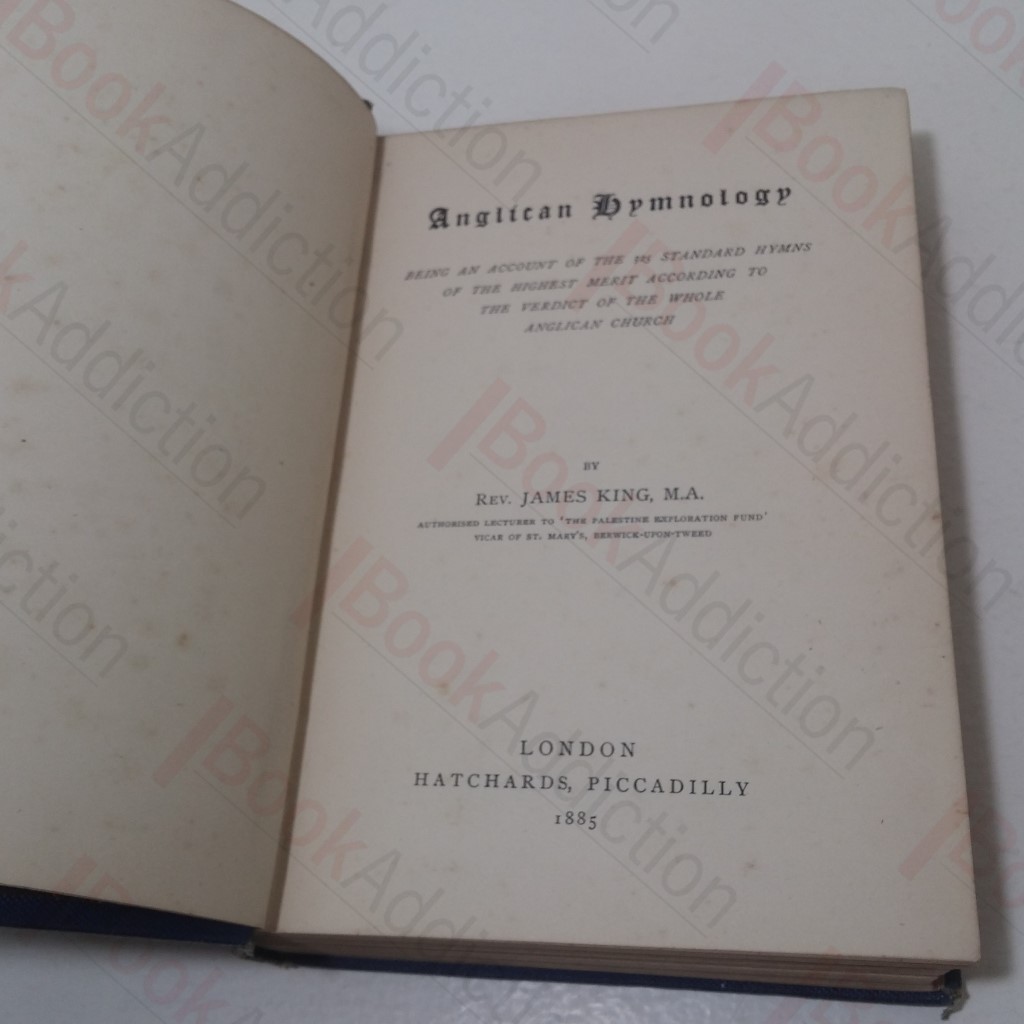 Anglican Hymnology
BEING AN ACCOUNT OF THE 325 STANDARD HYMNS
OF THE HIGHEST MERIT ACCORDING TO
THE VERDICT OF THE WHOLE
ANGLICAN CHURCH
BY
REV. JAMES KING, M.A.
AUTHORISED LECTURER TO 'THE PALESTINE EXPLORATION FUND'
VICAR OF ST. MARY'S, BERWICK-UPON-TWEED
LONDON
HATCHARDS, PICCADILLY
1885
BookAddiction